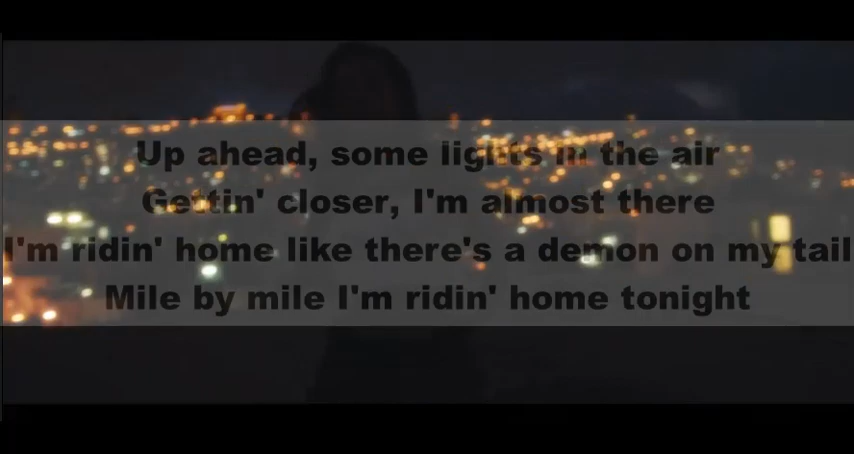 Up ahead, some lights in the air
Gettin' closer, I'm almost there
I'm ridin' home like there's a demon on my tail
Mile by mile I'm ridin' home tonight